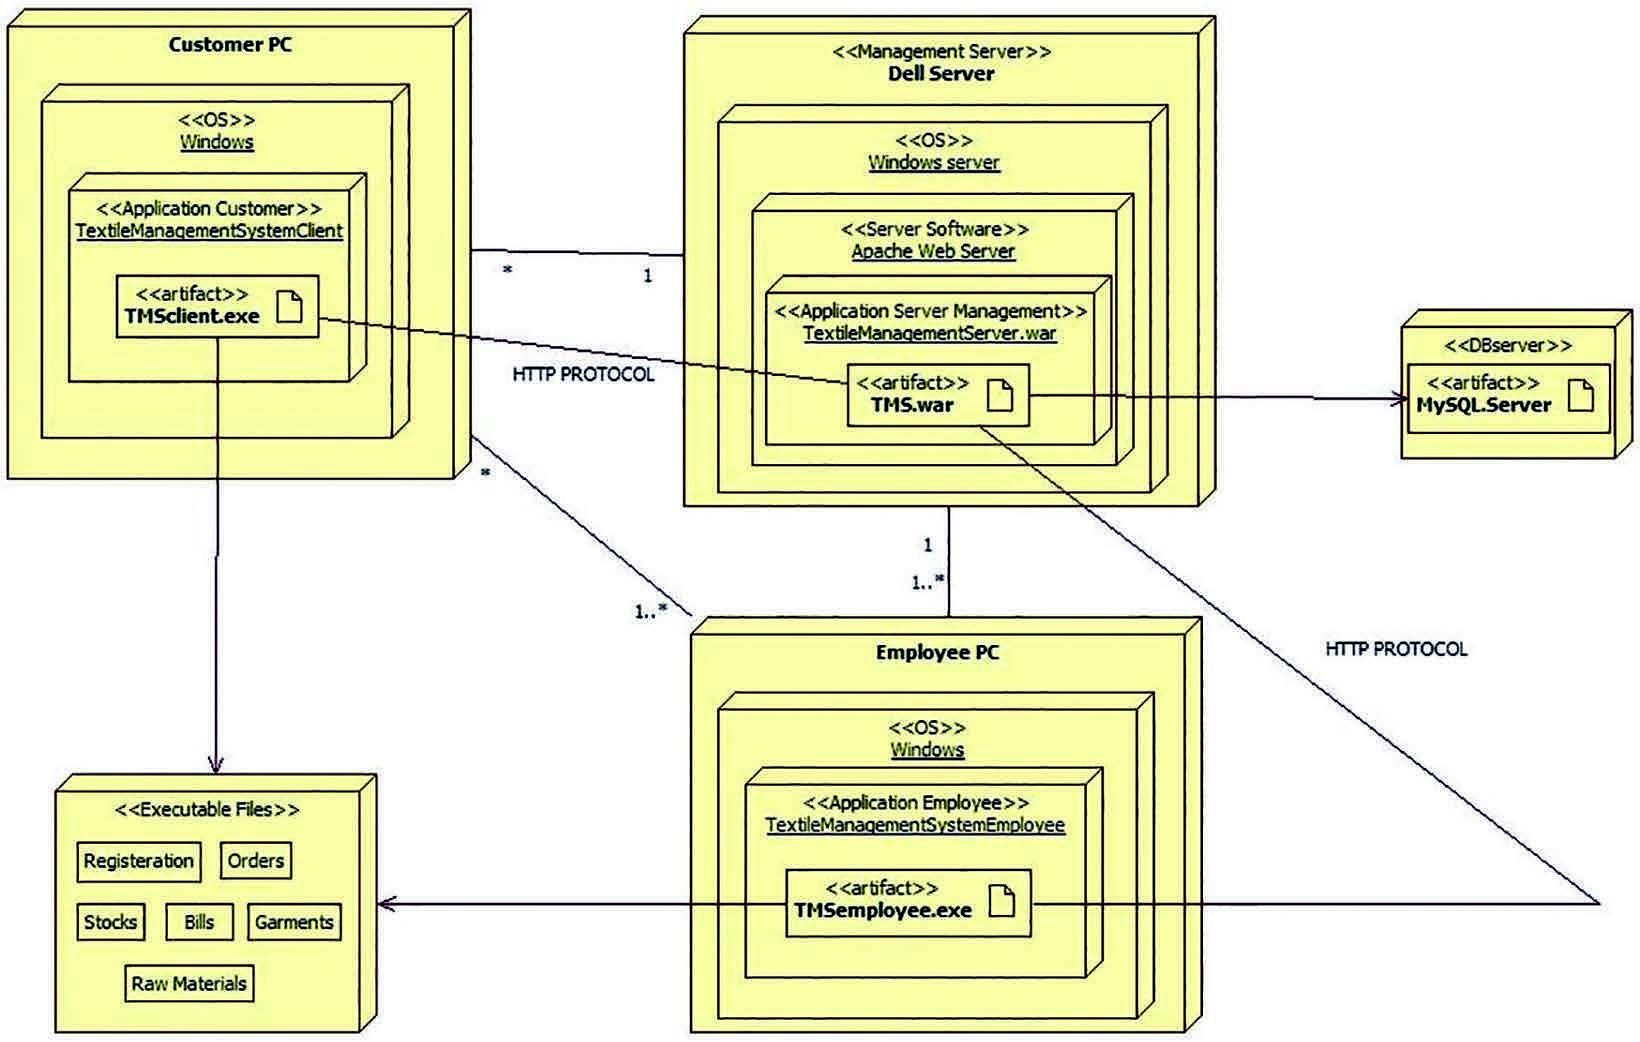 Customer PC
<<OS>>
Windows
<<Application Customer>>
TextileManagementSystemClient
<<artifact>>
TMSclient.exe
<<Management Server>>
Dell Server
<<OS>>
Windows server
<<Server Software>>
Apache Web Server
<<Application Server Management>>
TextileManagementServer.war
<<artifact>>
TMS.war
<<DBserver>>
<<artifact>>
MySQL.Server
*
1
HTTP PROTOCOL
*
1..*
1
1..*
HTTP PROTOCOL
Employee PC
<<OS>>
Windows
<<Application Employee>>
TextileManagementSystemEmployee
<<artifact>>
TMSemployee.exe
<<Executable Files>>
Registeration
Orders
Stocks
Bills
Garments
Raw Materials